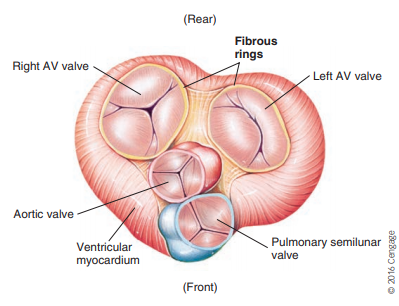 (Rear)
Fibrous
rings
Right AV valve
Left AV valve
Aortic valve
Ventricular
myocardium
Pulmonary semilunar
valve
(Front)
© 2016 Cengage